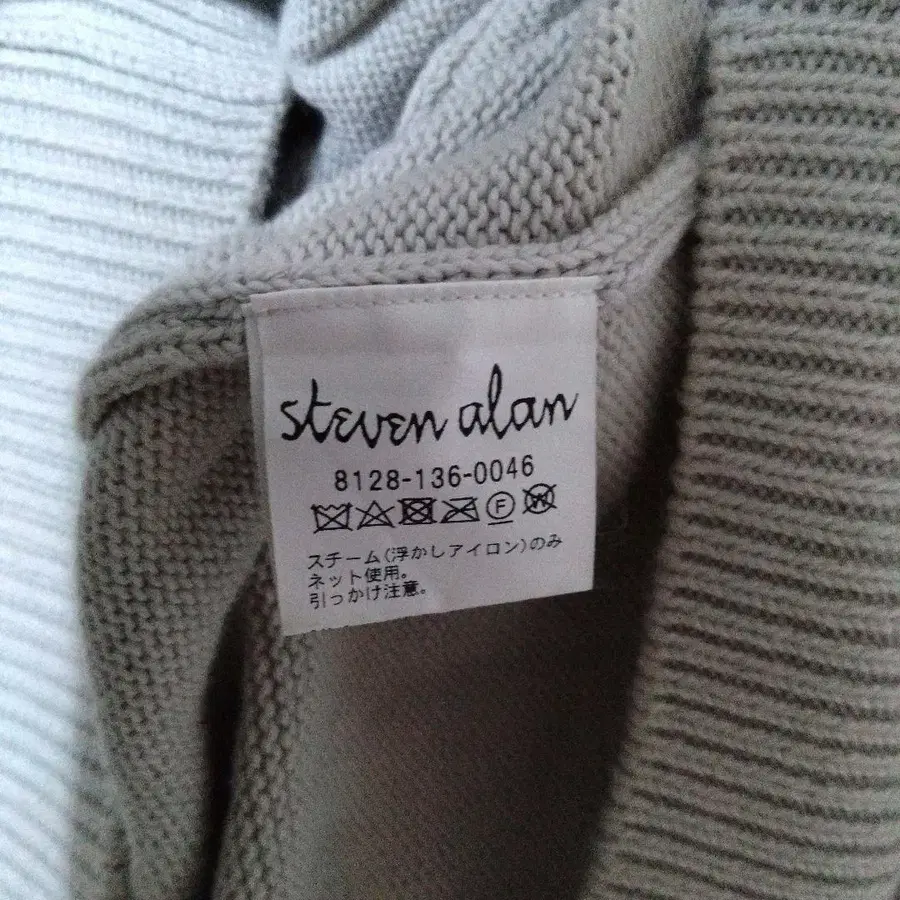 steven alan
8128-136-0046
F W
スチーム(浮かしアイロン)のみ
ネット使用。
引っかけ注意。